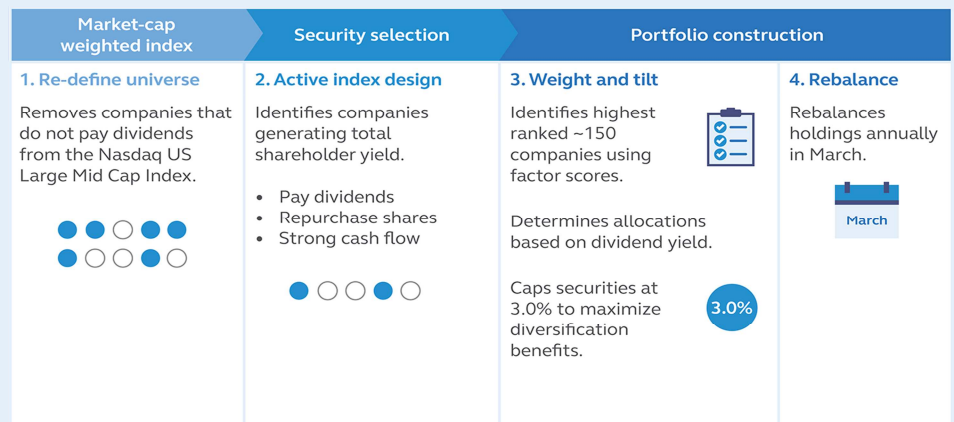 Market-cap
weighted index
Security selection
Portfolio construction
1. Re-define universe
Removes companies that
do not pay dividends
from the Nasdaq US
Large Mid Cap Index.
2. Active index design
Identifies companies
generating total
shareholder yield.
• Pay dividends
• Repurchase shares
• Strong cash flow
3. Weight and tilt
Identifies highest
ranked ~150
companies using
factor scores.
Determines allocations
based on dividend yield.
Caps securities at
3.0% to maximize
diversification
benefits.
3.0%
4. Rebalance
Rebalances
holdings annually
in March.
March